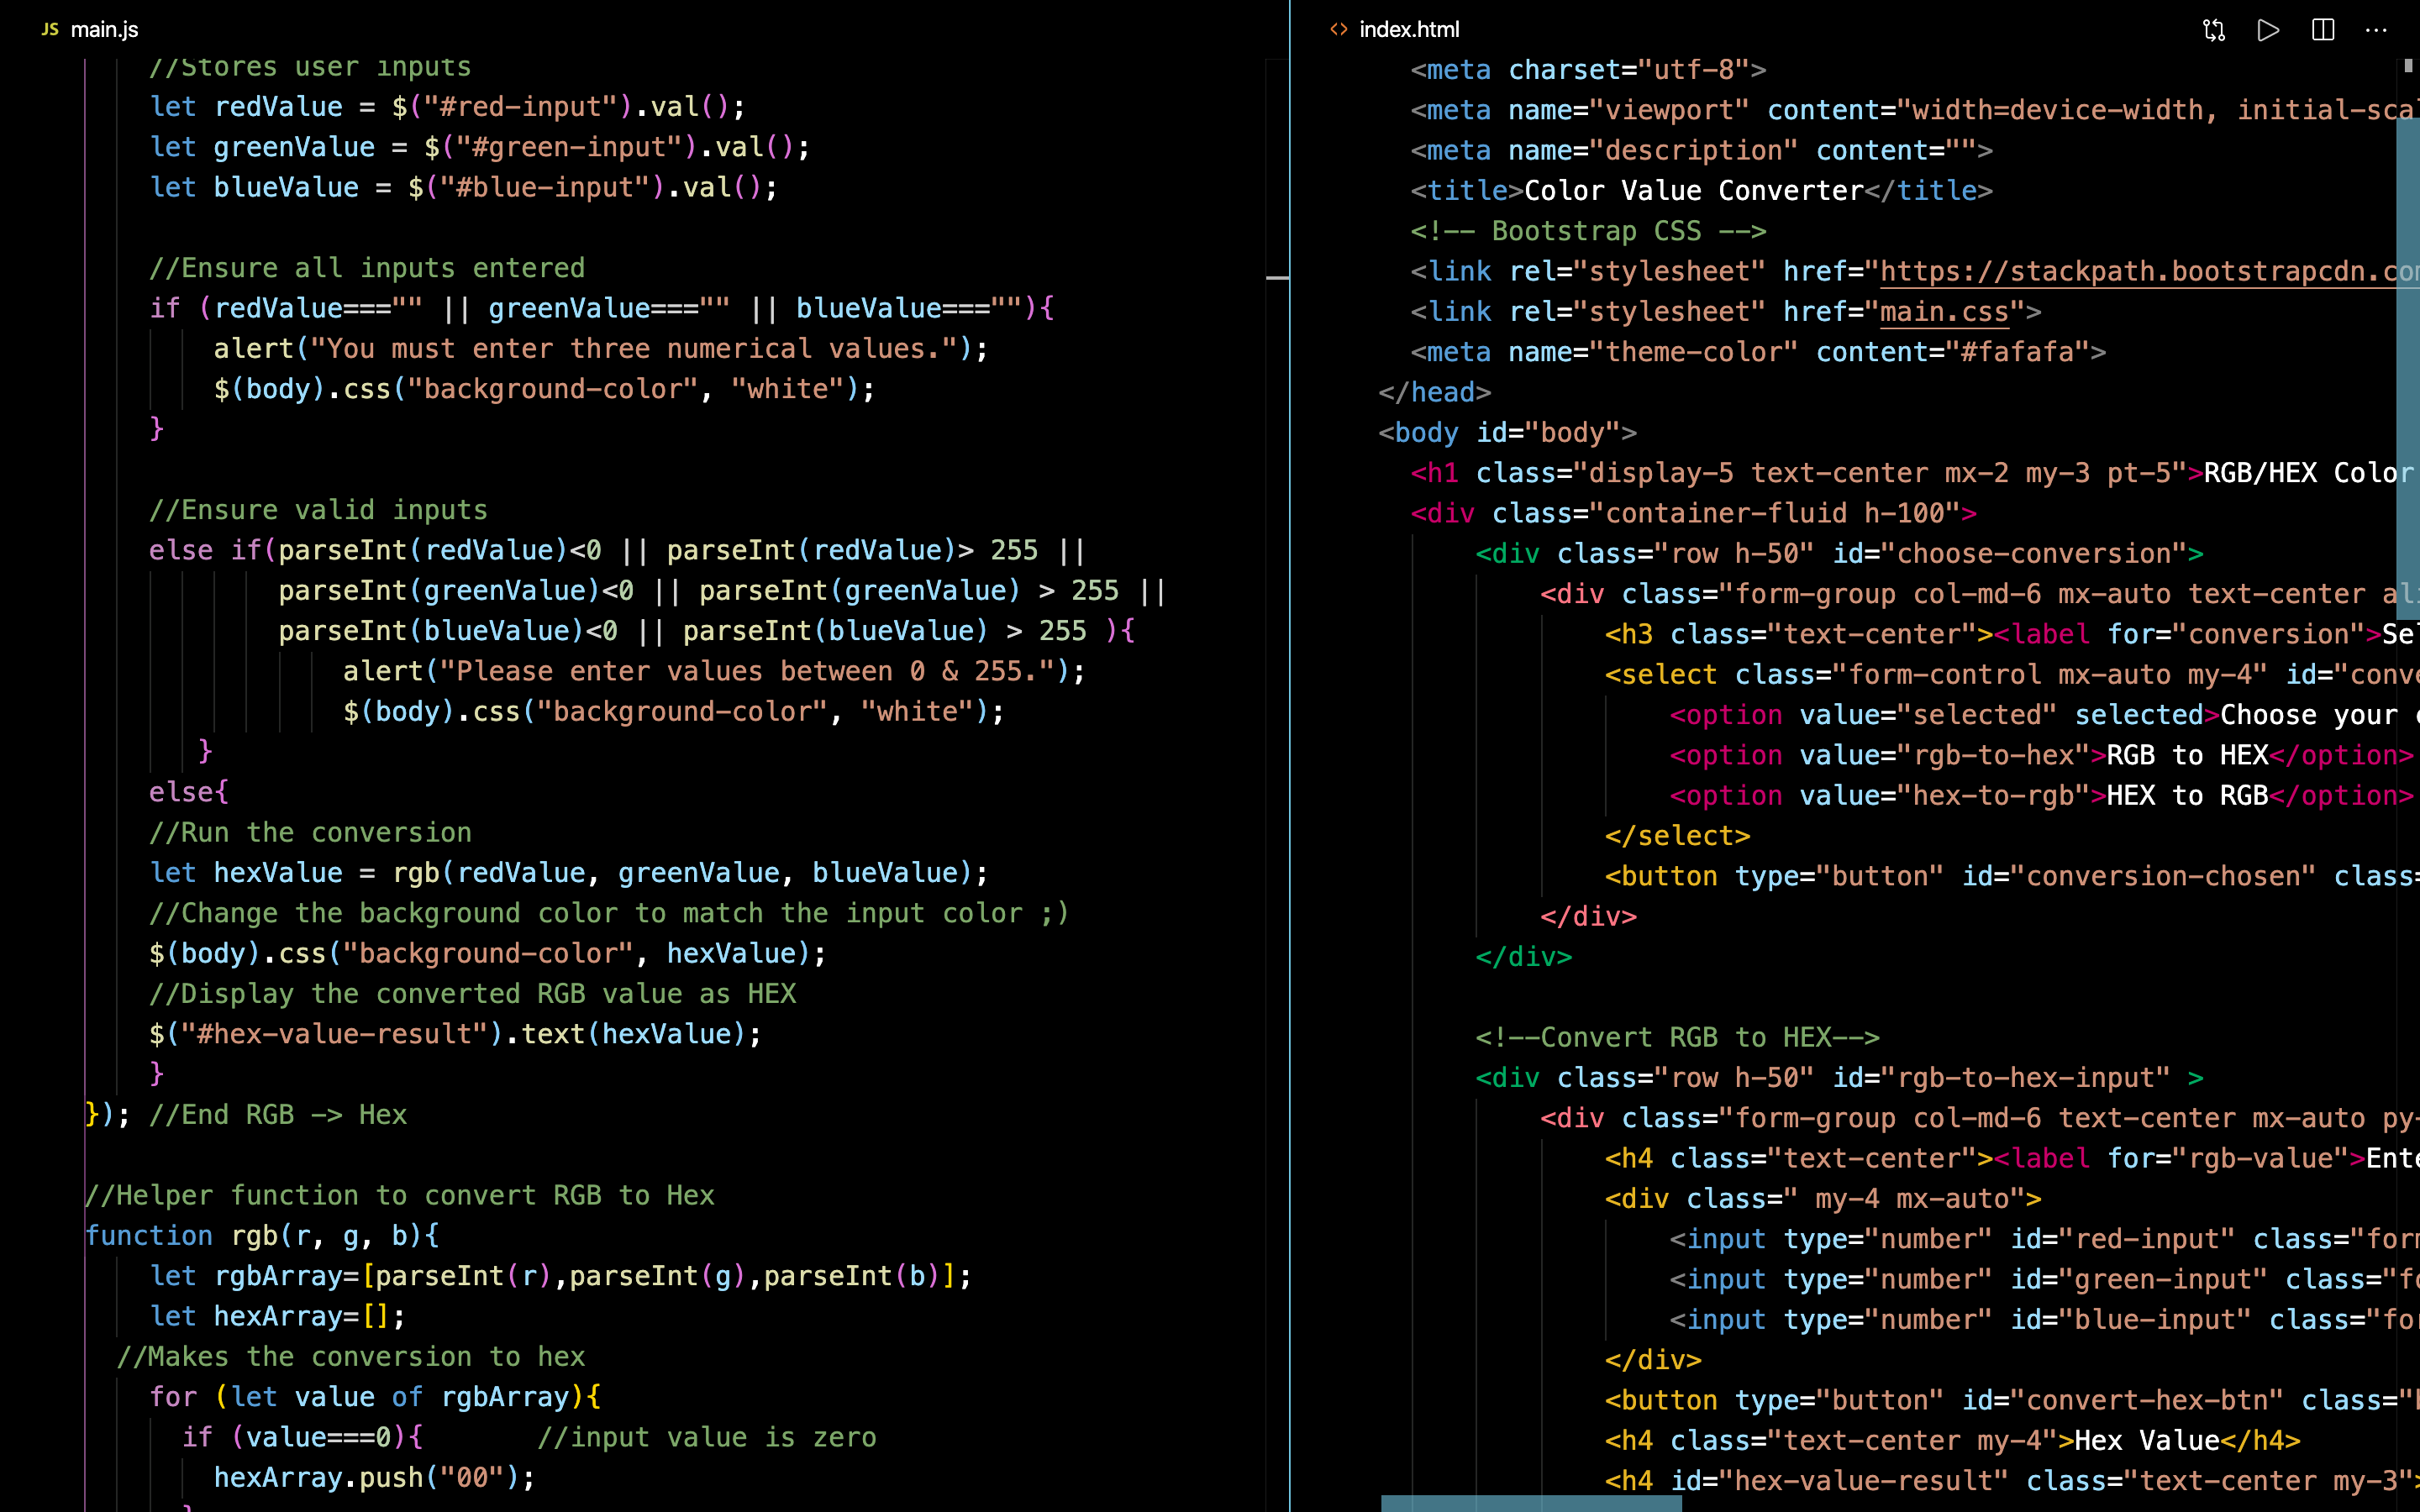 JS main.js
//Stores user inputs
let redValue = $("#red-input").val();
let greenValue = $("#green-input").val();
let blueValue = $("#blue-input").val();
//Ensure all inputs entered
if (redValue==="" || greenValue==="" || blueValue===""){
alert("You must enter three numerical values.");
$(body).css("background-color", "white");
}
//Ensure valid inputs
else if(parseInt(redValue)<0 || parseInt(redValue)> 255 ||
parseInt(greenValue)<0 || parseInt(greenValue) > 255 ||
parseInt(blueValue)<0 || parseInt(blueValue) > 255 ){
alert("Please enter values between 0 & 255.");
$(body).css("background-color", "white");
}
else{
//Run the conversion
let hexValue = rgb(redValue, greenValue, blueValue);
//Change the background color to match the input color ;)
$(body).css("background-color", hexValue);
//Display the converted RGB value as HEX
$("#hex-value-result").text(hexValue);
}
}); //End RGB -> Hex
//Helper function to convert RGB to Hex
function rgb(r, g, b){
let rgbArray=[parseInt(r),parseInt(g),parseInt(b)];
let hexArray=[];
//Makes the conversion to hex
for (let value of rgbArray){
if (value===0){ //input value is zero
hexArray.push("00");
}
<> index.html
<meta charset="utf-8">
<meta name="viewport" content="width=device-width, initial-sca
<meta name="description" content="">
<title>Color Value Converter</title>
<!-- Bootstrap CSS -->
<link rel="stylesheet" href="https://stackpath.bootstrapcdn.co
<link rel="stylesheet" href="main.css">
<meta name="theme-color" content="#fafafa">
</head>
<body id="body">
<h1 class="display-5 text-center mx-2 my-3 pt-5">RGB/HEX Color
<div class="container-fluid h-100">
<div class="row h-50" id="choose-conversion">
<div class="form-group col-md-6 mx-auto text-center al
<h3 class="text-center"><label for="conversion">Se
<select class="form-control mx-auto my-4" id="conv
<option value="selected" selected>Choose your
<option value="rgb-to-hex">RGB to HEX</option>
<option value="hex-to-rgb">HEX to RGB</option>
</select>
<button type="button" id="conversion-chosen" class=
</div>
</div>
<!--Convert RGB to HEX-->
<div class="row h-50" id="rgb-to-hex-input" >
<div class="form-group col-md-6 text-center mx-auto py-
<h4 class="text-center"><label for="rgb-value">Ent
<div class=" my-4 mx-auto">
<input type="number" id="red-input" class="for
<input type="number" id="green-input" class="f
<input type="number" id="blue-input" class="fo
</div>
<button type="button" id="convert-hex-btn" class="
<h4 class="text-center my-4">Hex Value</h4>
<h4 id="hex-value-result" class="text-center my-3">